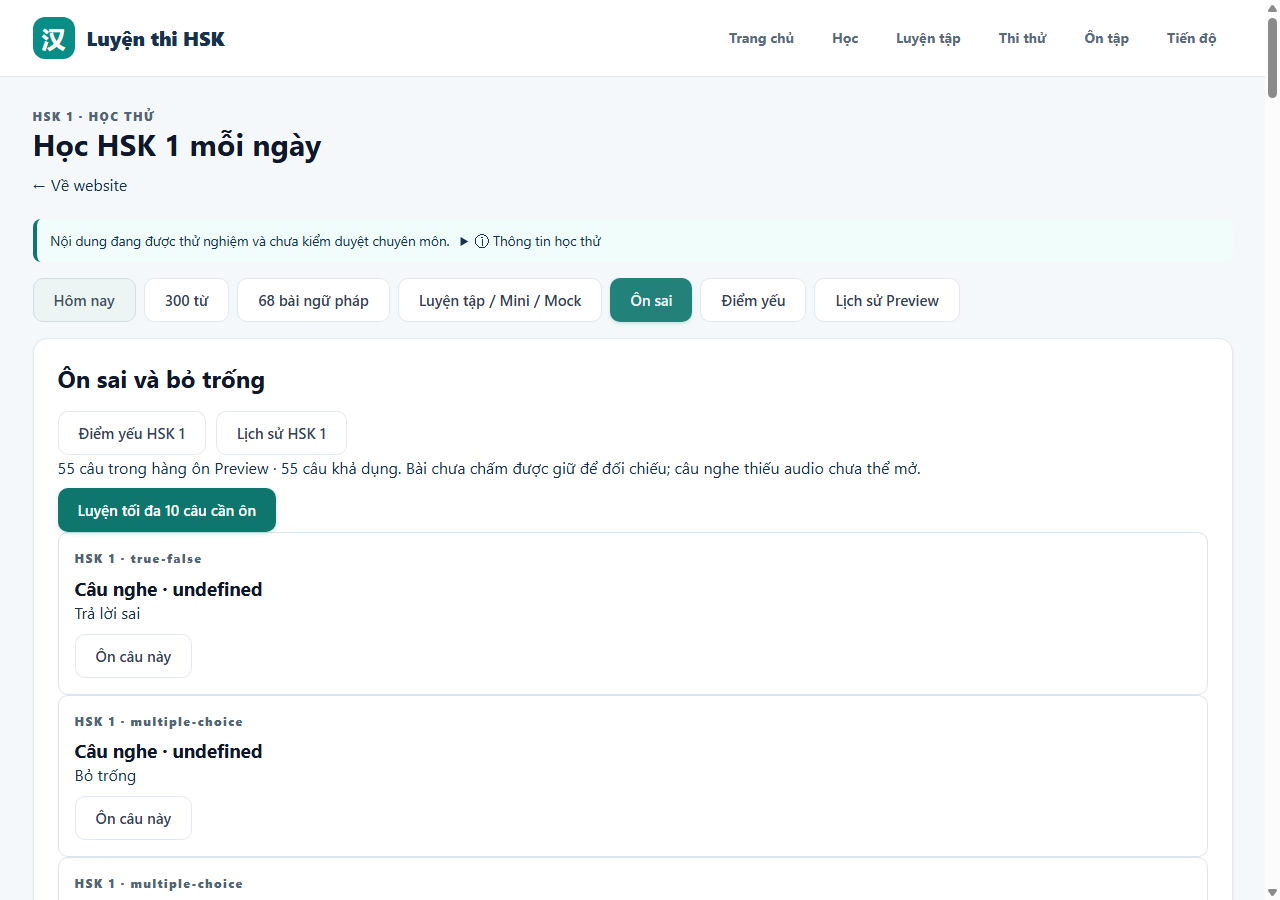 汉 Luyện thi HSK
Trang chủ Học Luyện tập Thi thử Ôn tập Tiến độ
HSK 1 · HỌC THỬ
Học HSK 1 mỗi ngày
← Về website
Nội dung đang được thử nghiệm và chưa kiểm duyệt chuyên môn. ▶ ⓘ Thông tin học thử
Hôm nay 300 từ 68 bài ngữ pháp Luyện tập / Mini / Mock Ôn sai Điểm yếu Lịch sử Preview
Ôn sai và bỏ trống
Điểm yếu HSK 1 Lịch sử HSK 1
55 câu trong hàng ôn Preview · 55 câu khả dụng. Bài chưa chấm được giữ để đối chiếu; câu nghe thiếu audio chưa thể mở.
Luyện tối đa 10 câu cần ôn
HSK 1 · true-false
Câu nghe · undefined
Trả lời sai
Ôn câu này
HSK 1 · multiple-choice
Câu nghe · undefined
Bỏ trống
Ôn câu này
HSK 1 · multiple-choice